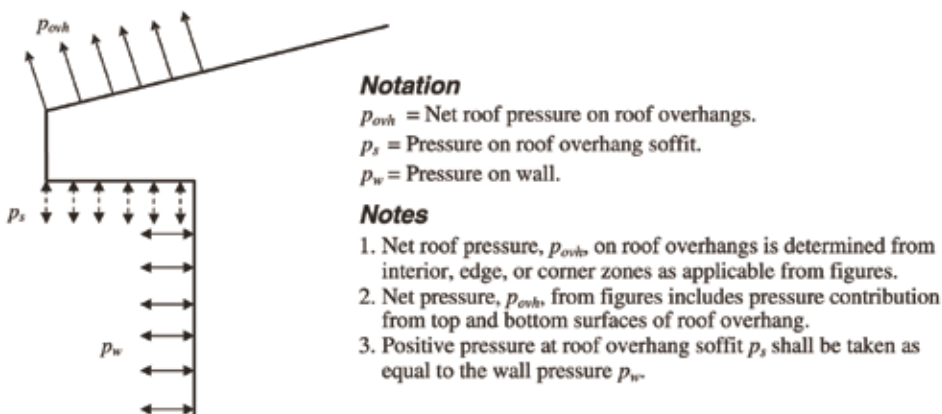 p_ovh
p_s
p_w
Notation
p_ovh = Net roof pressure on roof overhangs.
p_s = Pressure on roof overhang soffit.
p_w = Pressure on wall.
Notes
1. Net roof pressure, p_ovh, on roof overhangs is determined from
interior, edge, or corner zones as applicable from figures.
2. Net pressure, p_ovh, from figures includes pressure contribution
from top and bottom surfaces of roof overhang.
3. Positive pressure at roof overhang soffit p_s shall be taken as
equal to the wall pressure p_w.